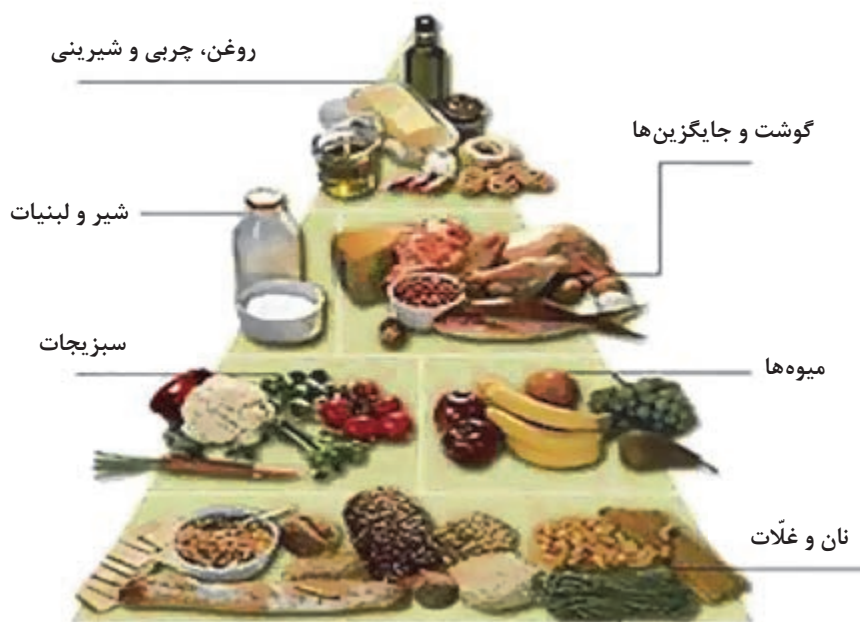 روغن، چربی و شیرینی
گوشت و جایگزین‌ها
شیر و لبنیات
سبزیجات
میوه‌ها
نان و غلّات